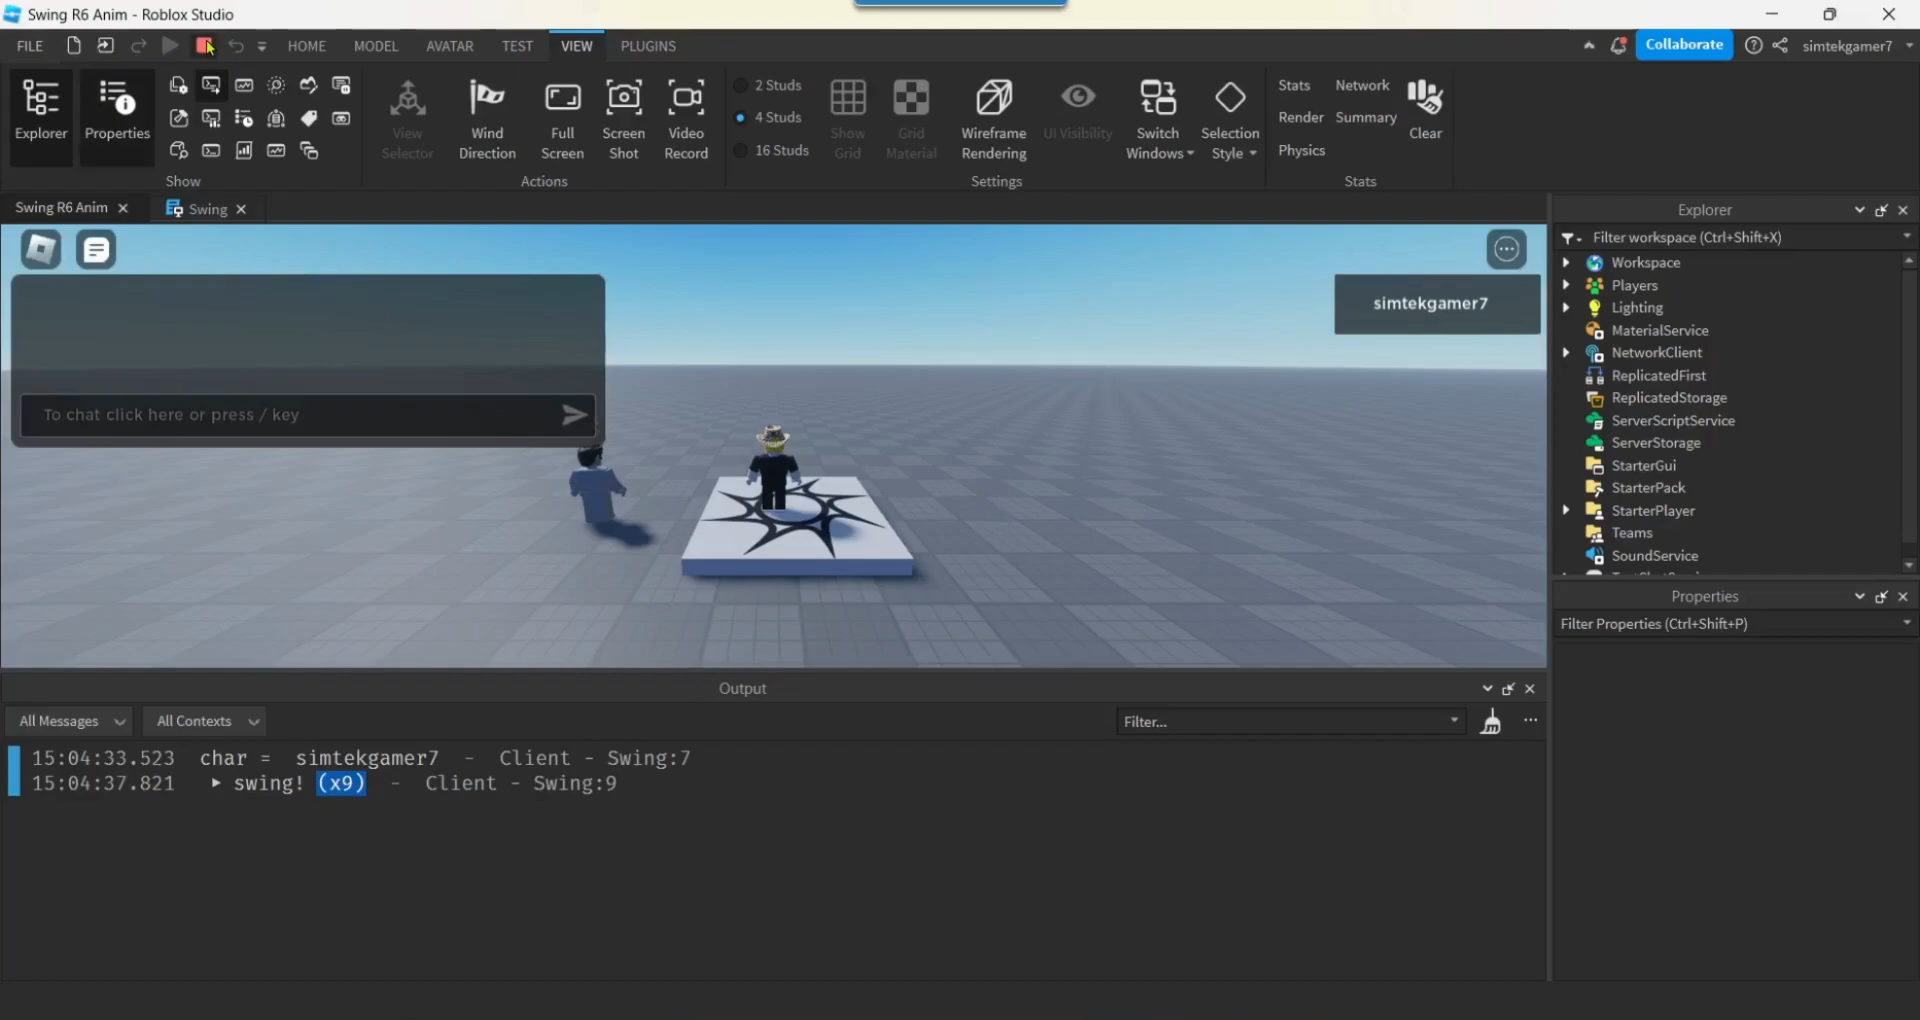 Swing R6 Anim - Roblox Studio
FILE
HOME
MODEL
AVATAR
TEST
VIEW
PLUGINS
Collaborate
simtekgamer7
Explorer
Properties
Show
View
Selector
Wind
Direction
Full
Screen
Screen
Shot
Video
Record
Actions
2 Studs
4 Studs
16 Studs
Show
Grid
Grid
Material
Wireframe
Rendering
UI Visibility
Switch
Windows
Selection
Style
Settings
Stats
Network
Render
Summary
Physics
Clear
Stats
Swing R6 Anim
Swing
To chat click here or press / key
simtekgamer7
Explorer
Filter workspace (Ctrl+Shift+X)
Workspace
Players
Lighting
MaterialService
NetworkClient
ReplicatedFirst
ReplicatedStorage
ServerScriptService
ServerStorage
StarterGui
StarterPack
StarterPlayer
Teams
SoundService
Properties
Filter Properties (Ctrl+Shift+P)
Output
All Messages
All Contexts
Filter...
15:04:33.523 char = simtekgamer7 - Client - Swing:7
15:04:37.821 ▶ swing! (x9) - Client - Swing:9